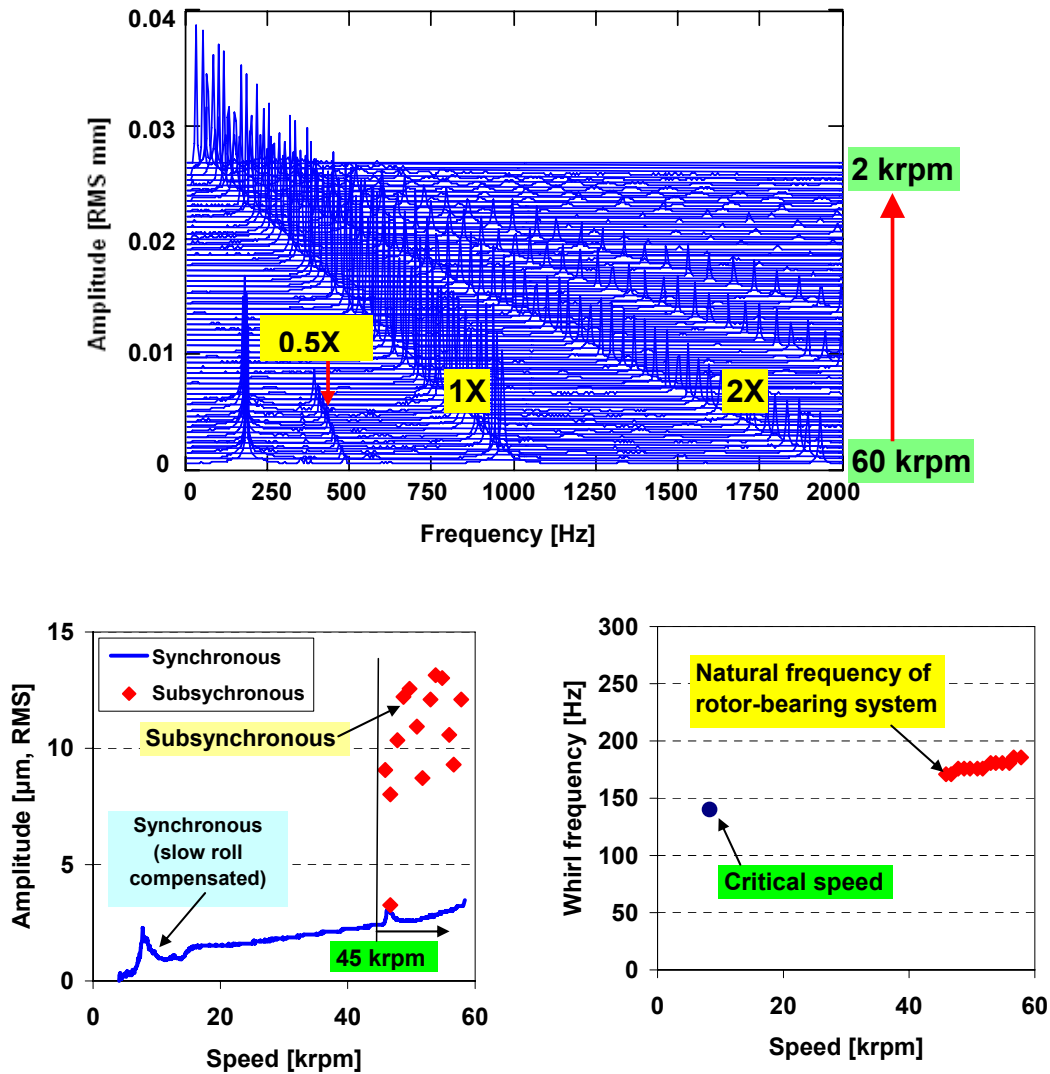 0.04
0.03
0.02
0.01
0
Amplitude [RMS mm]
0.5X
1X
2X
2 krpm
60 krpm
0 250 500 750 1000 1250 1500 1750 2000
Frequency [Hz]
15
10
5
0
Amplitude [µm, RMS]
Synchronous
Subsychronous
Subsynchronous
Synchronous
(slow roll
compensated)
45 krpm
0 20 40 60
Speed [krpm]
300
250
200
150
100
50
0
Whirl frequency [Hz]
Natural frequency of
rotor-bearing system
Critical speed
0 20 40 60
Speed [krpm]